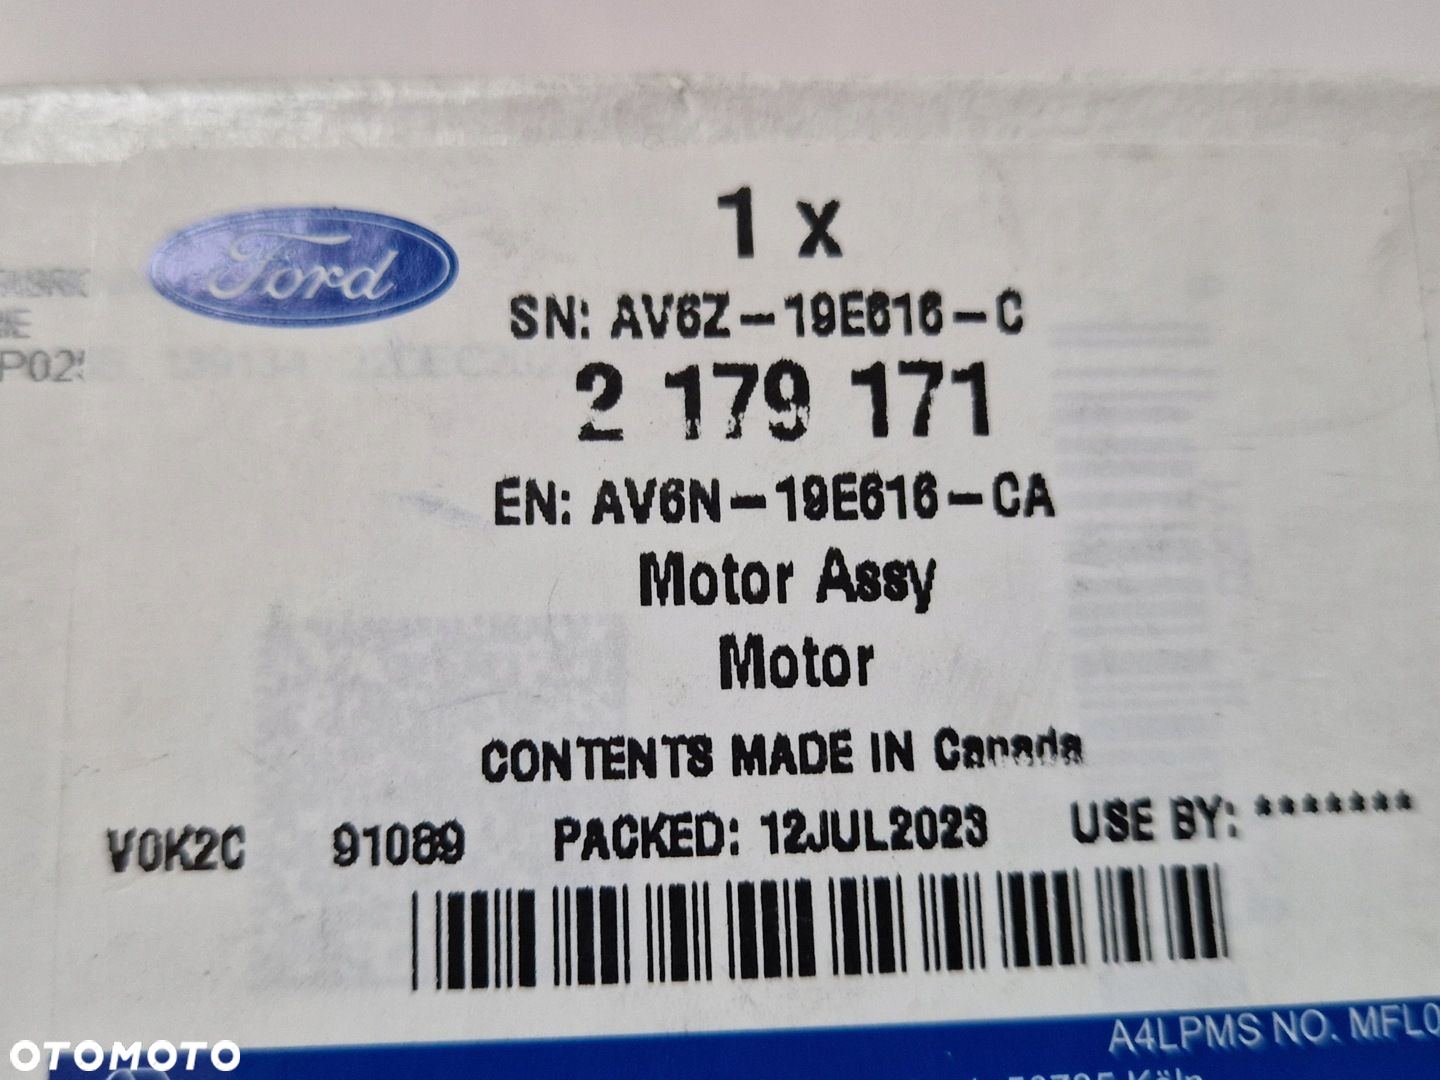 Ford
1 x
SN: AV6Z-19E616-C
2 179 171
EN: AV6N-19E616-CA
Motor Assy
Motor
CONTENTS MADE IN Canada
V0K2C 91089 PACKED: 12JUL2023 USE BY: *******
A4LPMS NO. MFL0
OTOMOTO